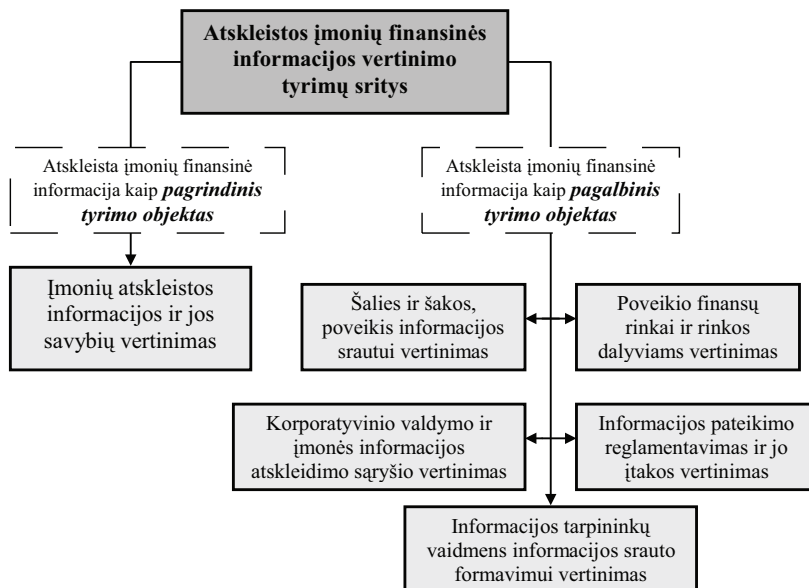 Atskleistos įmonių finansinės
informacijos vertinimo
tyrimų sritys
Atskleista įmonių finansinė
informacija kaip pagrindinis
tyrimo objektas
Atskleista įmonių finansinė
informacija kaip pagalbinis
tyrimo objektas
Įmonių atskleistos
informacijos ir jos
savybių vertinimas
Šalies ir šakos,
poveikis informacijos
srautui vertinimas
Poveikio finansų
rinkai ir rinkos
dalyviams vertinimas
Korporatyvinio valdymo ir
įmonės informacijos
atskleidimo sąryšio vertinimas
Informacijos pateikimo
reglamentavimas ir jo
įtakos vertinimas
Informacijos tarpininkų
vaidmens informacijos srauto
formavimui vertinimas